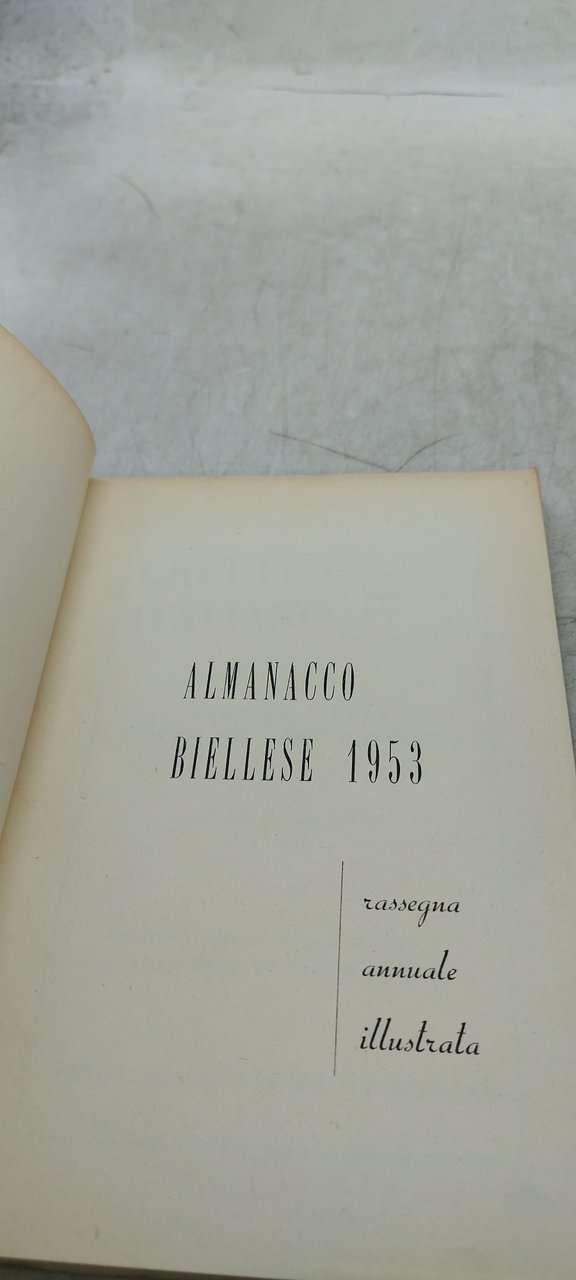 ALMANACCO
BIELLESE 1953
rassegna
annuale
illustrata